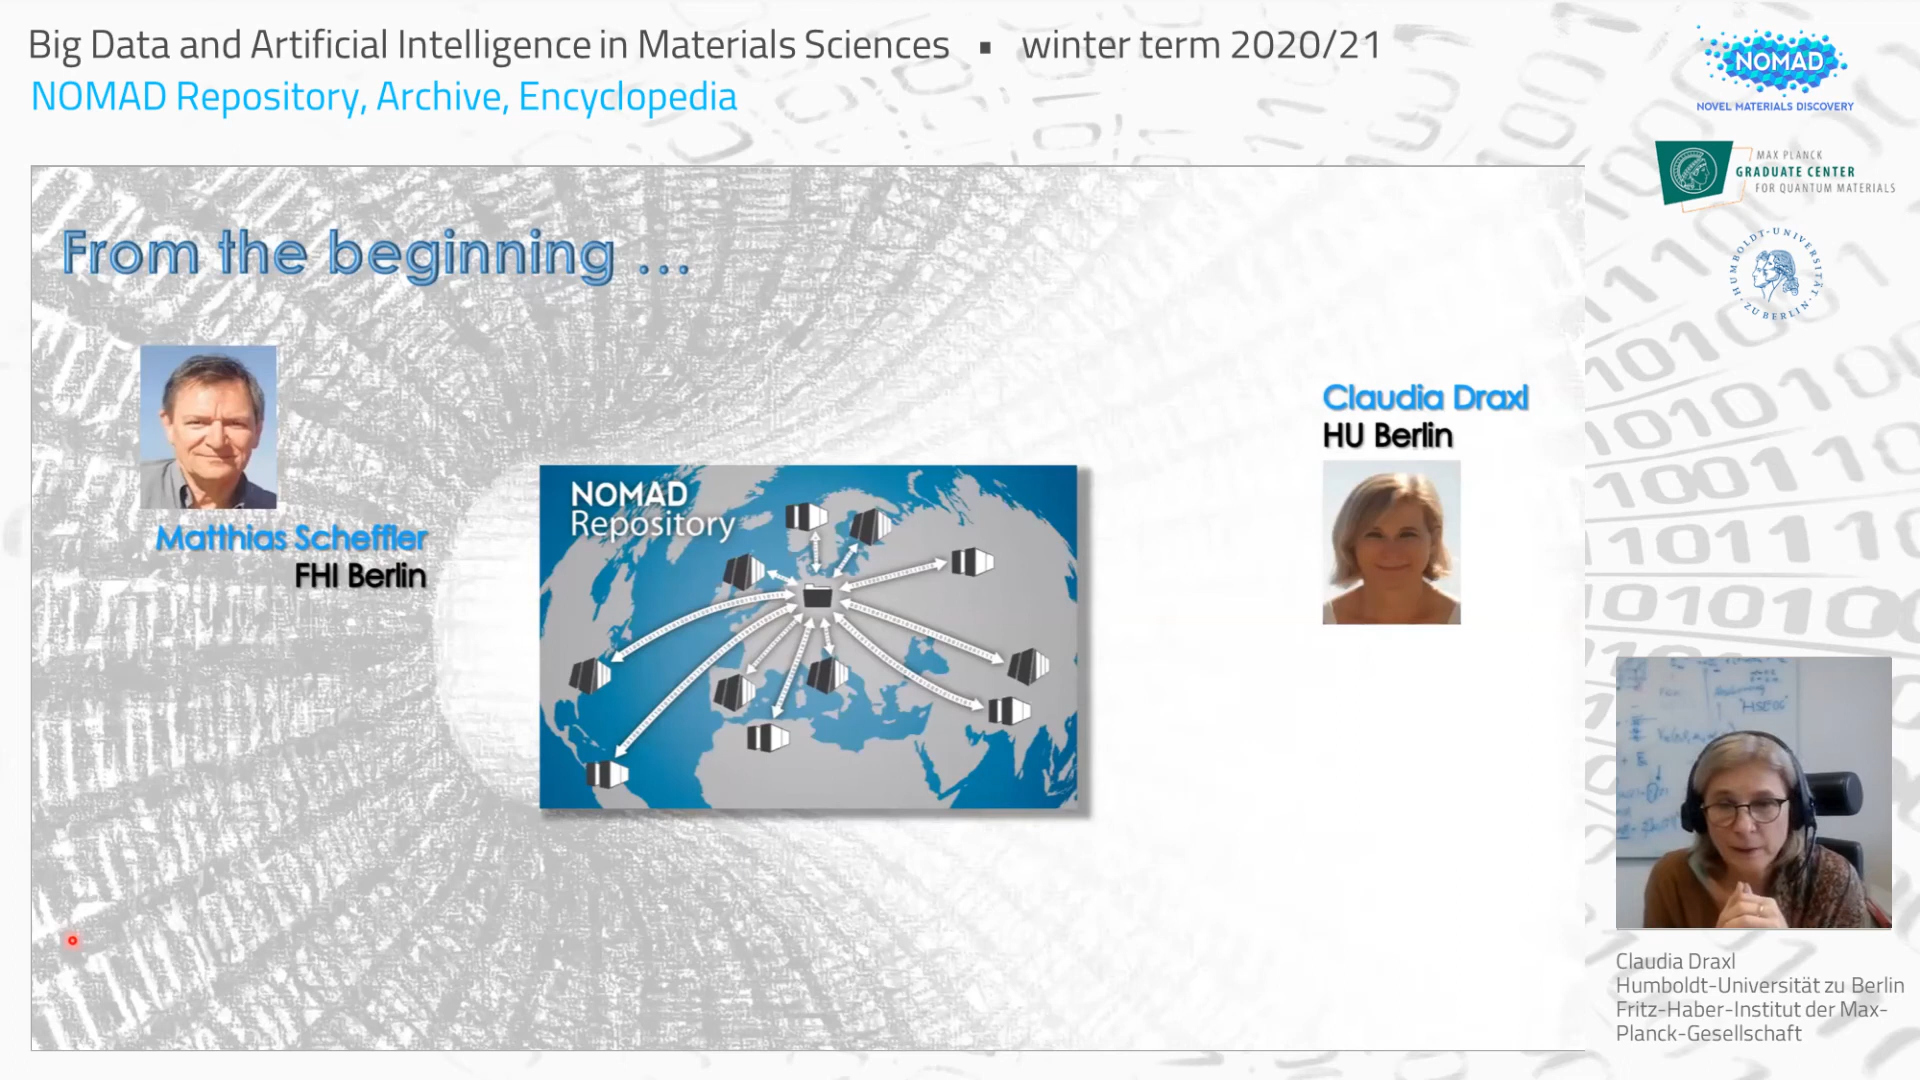 Big Data and Artificial Intelligence in Materials Sciences ▪ winter term 2020/21
NOMAD Repository, Archive, Encyclopedia
NOMAD
NOVEL MATERIALS DISCOVERY
MAX PLANCK
GRADUATE CENTER
FOR QUANTUM MATERIALS
HUMBOLDT-UNIVERSITÄT
ZU BERLIN
From the beginning ...
Matthias Scheffler
FHI Berlin
NOMAD
Repository
Claudia Draxl
HU Berlin
Claudia Draxl
Humboldt-Universität zu Berlin
Fritz-Haber-Institut der Max-
Planck-Gesellschaft